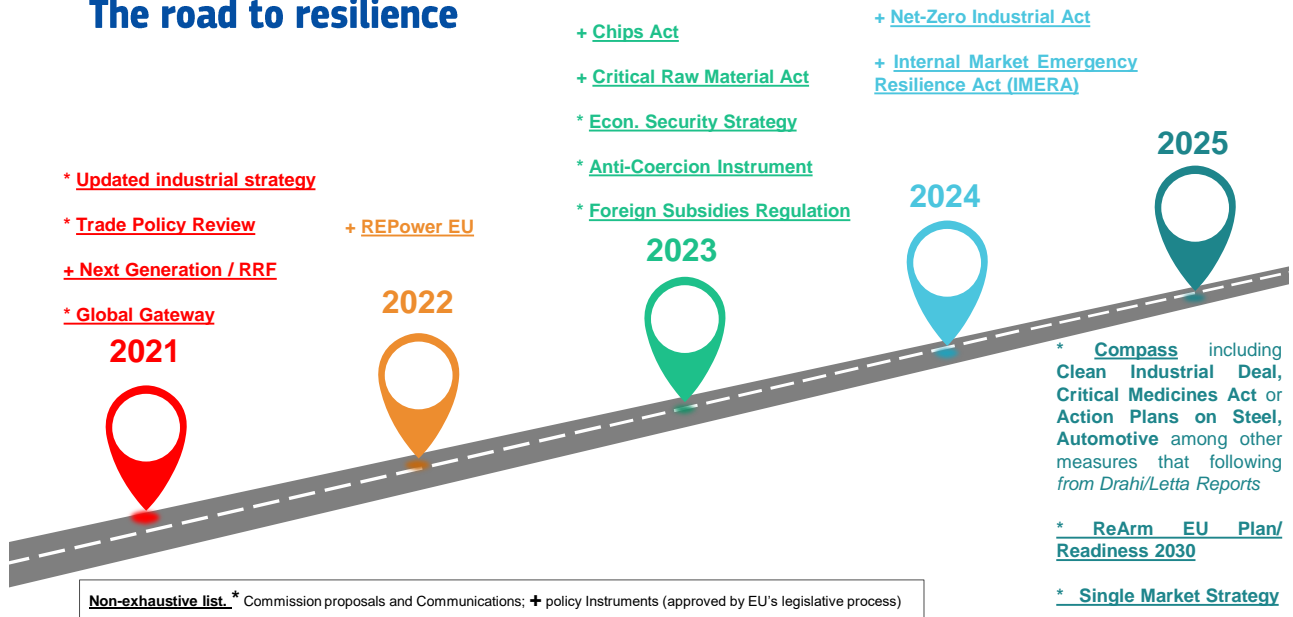 The road to resilience
* Updated industrial strategy
* Trade Policy Review
+ Next Generation / RRF
* Global Gateway
2021
+ REPower EU
2022
+ Chips Act
+ Critical Raw Material Act
* Econ. Security Strategy
* Anti-Coercion Instrument
* Foreign Subsidies Regulation
2023
+ Net-Zero Industrial Act
+ Internal Market Emergency
Resilience Act (IMERA)
2024
2025
* Compass including
Clean Industrial Deal,
Critical Medicines Act or
Action Plans on Steel,
Automotive among other
measures that following
from Drahi/Letta Reports
* ReArm EU Plan/
Readiness 2030
* Single Market Strategy
Non-exhaustive list. * Commission proposals and Communications; + policy Instruments (approved by EU's legislative process)